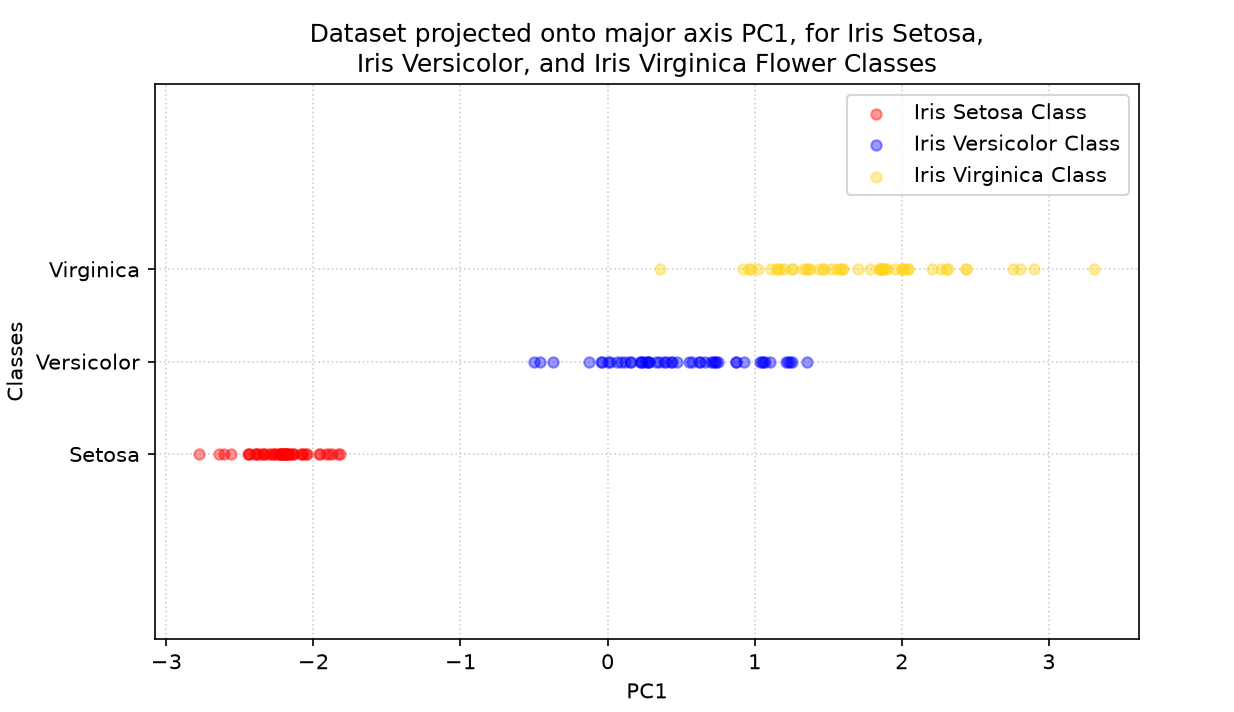 Dataset projected onto major axis PC1, for Iris Setosa,
Iris Versicolor, and Iris Virginica Flower Classes
Iris Setosa Class
Iris Versicolor Class
Iris Virginica Class
Classes
Virginica
Versicolor
Setosa
−3 −2 −1 0 1 2 3
PC1